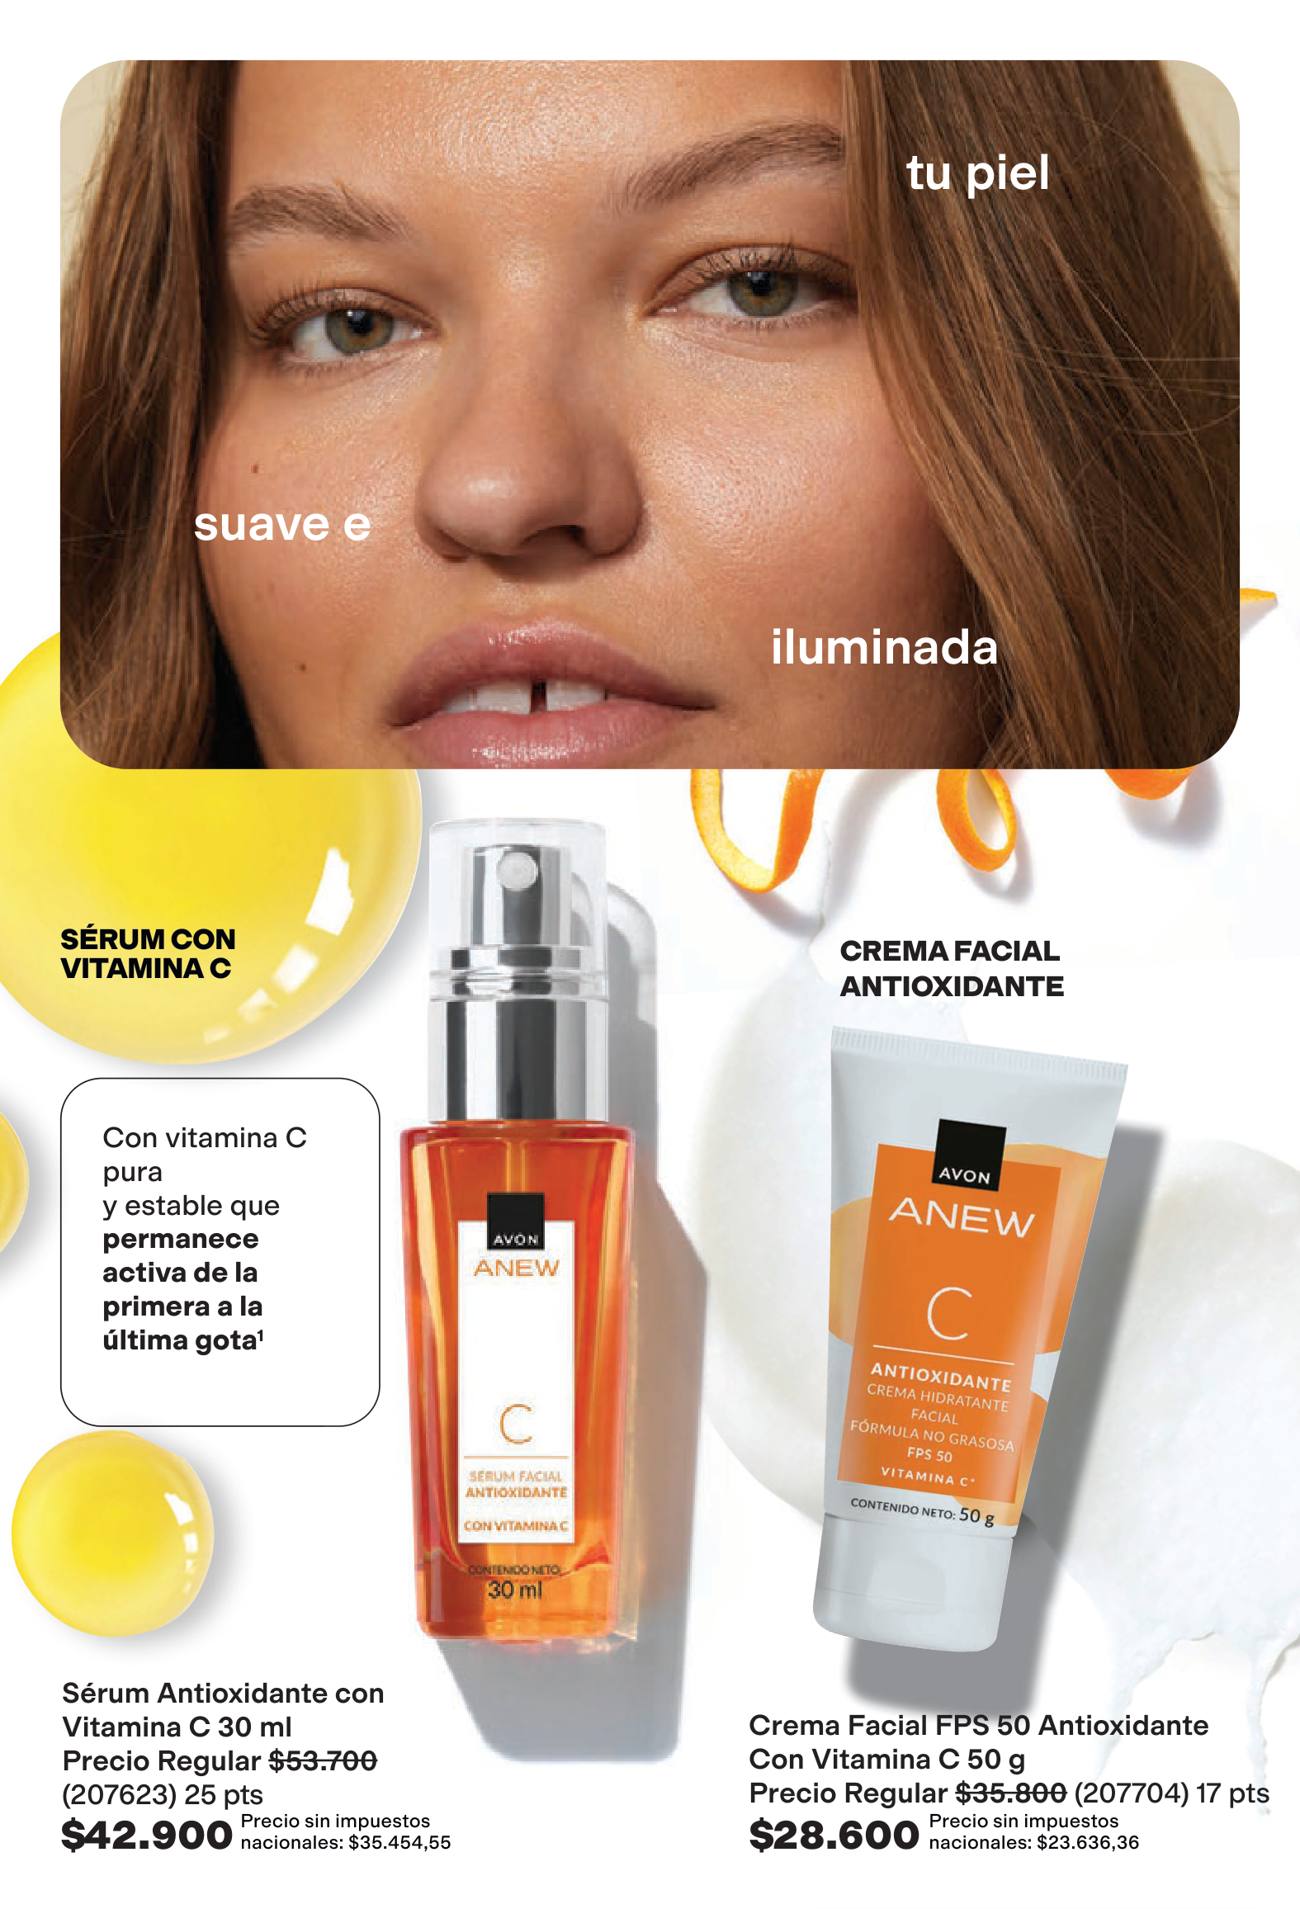 tu piel
suave e
iluminada
SÉRUM CON
VITAMINA C
CREMA FACIAL
ANTIOXIDANTE
Con vitamina C
pura
y estable que
permanece
activa de la
primera a la
última gota¹
AVON
ANEW
C
SÉRUM FACIAL
ANTIOXIDANTE
CON VITAMINA C
CONTENIDO NETO:
30 ml
AVON
ANEW
C
ANTIOXIDANTE
CREMA HIDRATANTE
FACIAL
FÓRMULA NO GRASOSA
FPS 50
VITAMINA C*
CONTENIDO NETO: 50 g
Sérum Antioxidante con
Vitamina C 30 ml
Precio Regular $53.700
(207623) 25 pts
$42.900 Precio sin impuestos
nacionales: $35.454,55
Crema Facial FPS 50 Antioxidante
Con Vitamina C 50 g
Precio Regular $35.800 (207704) 17 pts
$28.600 Precio sin impuestos
nacionales: $23.636,36